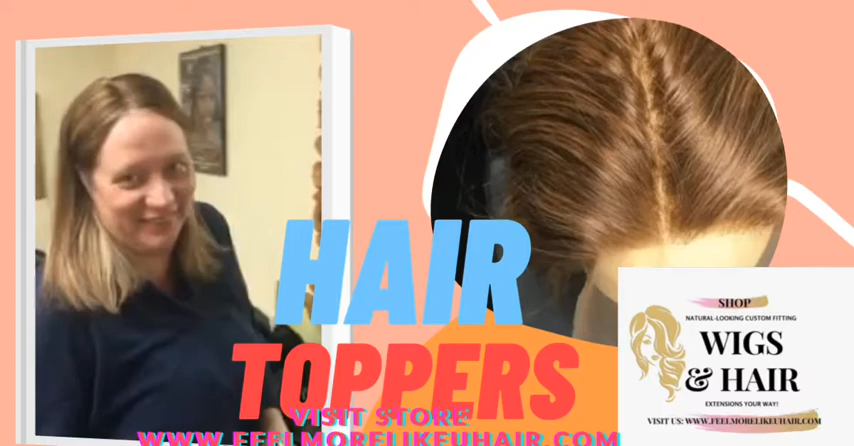 HAIR
TOPPERS
VISIT STORE
WWW.FEELMORELIKEUHAIR.COM
SHOP
NATURAL-LOOKING CUSTOM FITTING
WIGS
& HAIR
EXTENSIONS YOUR WAY!
VISIT US: WWW.FEELMORELIKEUHAIR.COM